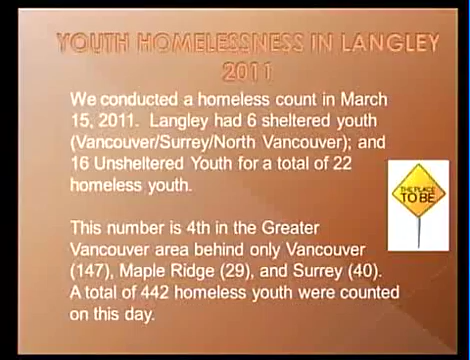 YOUTH HOMELESSNESS IN LANGLEY
2011
We conducted a homeless count in March
15, 2011. Langley had 6 sheltered youth
(Vancouver/Surrey/North Vancouver); and
16 Unsheltered Youth for a total of 22
homeless youth.
THE PLACE
TO BE
This number is 4th in the Greater
Vancouver area behind only Vancouver
(147), Maple Ridge (29), and Surrey (40).
A total of 442 homeless youth were counted
on this day.